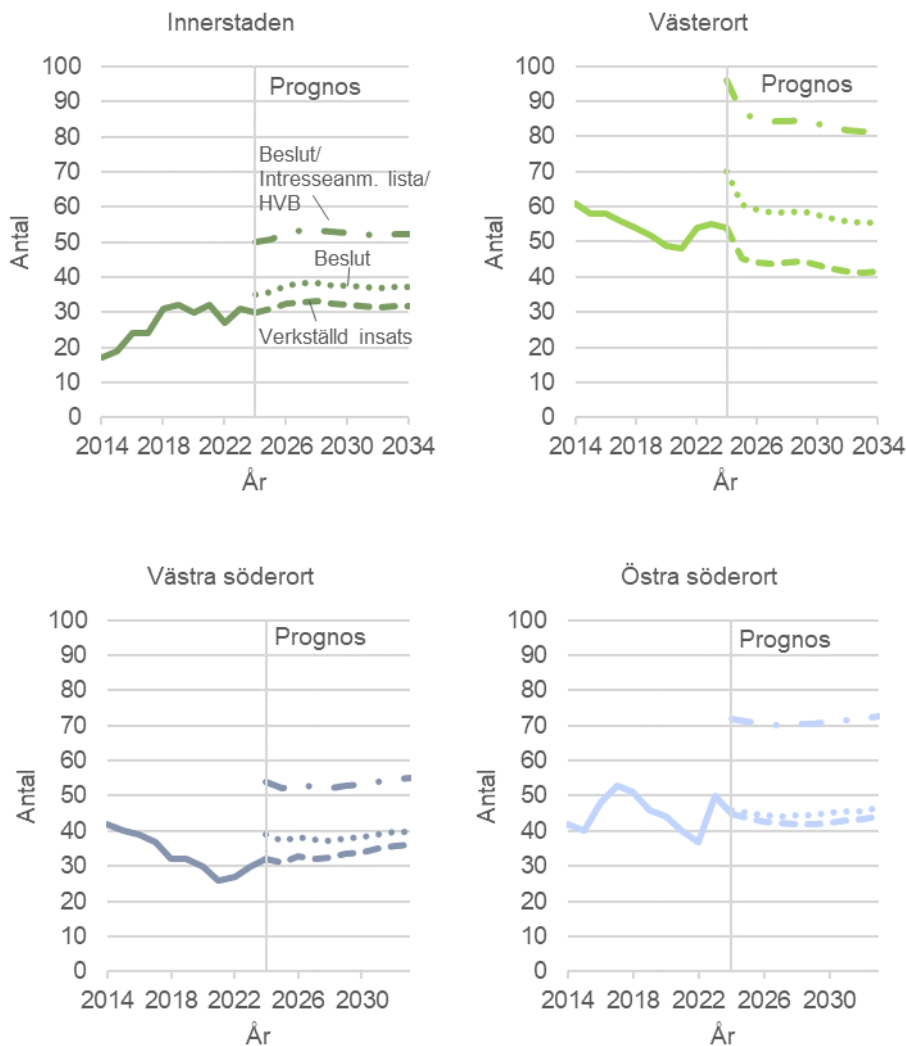 Innerstaden
100
90
80
70
60
50
40
30
20
10
0
Antal
Prognos
Beslut/
Intresseanm. lista/
HVB
Beslut
Verkställd insats
2014 2018 2022 2026 2030 2034
År
Västerort
100
90
80
70
60
50
40
30
20
10
0
Antal
Prognos
2014 2018 2022 2026 2030 2034
År
Västra söderort
100
90
80
70
60
50
40
30
20
10
0
Antal
Prognos
2014 2018 2022 2026 2030
År
Östra söderort
100
90
80
70
60
50
40
30
20
10
0
Antal
Prognos
2014 2018 2022 2026 2030
År